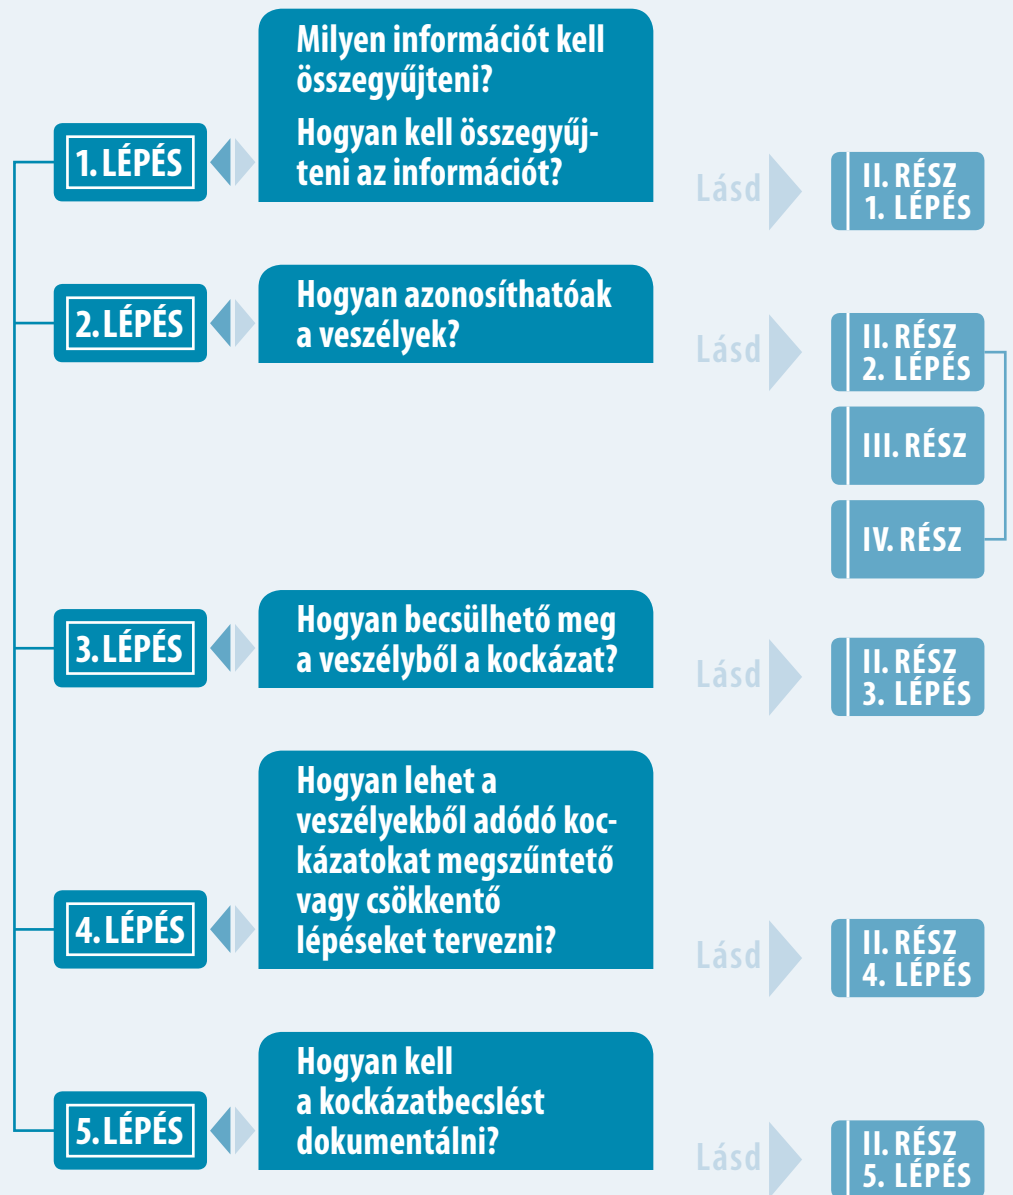 Milyen információt kell
összegyűjteni?
Hogyan kell összegyűj-
teni az információt?
1. LÉPÉS
Lásd
II. RÉSZ
1. LÉPÉS
Hogyan azonosíthatóak
a veszélyek?
2. LÉPÉS
Lásd
II. RÉSZ
2. LÉPÉS
III. RÉSZ
IV. RÉSZ
Hogyan becsülhető meg
a veszélyből a kockázat?
3. LÉPÉS
Lásd
II. RÉSZ
3. LÉPÉS
Hogyan lehet a
veszélyekből adódó koc-
kázatokat megszűntető
vagy csökkentő
lépéseket tervezni?
4. LÉPÉS
Lásd
II. RÉSZ
4. LÉPÉS
Hogyan kell
a kockázatbecslést
dokumentálni?
5. LÉPÉS
Lásd
II. RÉSZ
5. LÉPÉS